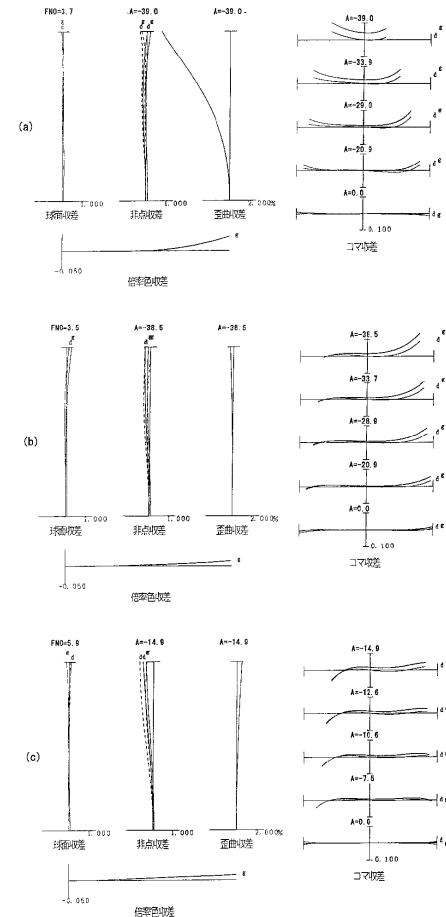 (a)
FNO=3.7
g
d
1.000
球面収差
A=-39.0
g
d d
1.000
非点収差
A=-39.0
2.000%
歪曲収差
g
-0.050
倍率色収差
A=-39.0
d g
A=-33.9
d g
A=-29.0
d g
A=-20.9
d g
A=0.0
d g
0.100
コマ収差
(b)
FNO=3.5
g
d
1.000
球面収差
A=-38.5
d g g
1.000
非点収差
A=-38.5
2.000%
歪曲収差
g
-0.050
倍率色収差
A=-38.5
d g
A=-33.7
d g
A=-28.9
d g
A=-20.9
d g
A=0.0
d g
0.100
コマ収差
(c)
FNO=5.9
g
d
1.000
球面収差
A=-14.9
d d g
1.000
非点収差
A=-14.9
2.000%
歪曲収差
g
-0.050
倍率色収差
A=-14.9
d
A=-12.6
d
A=-10.6
d
A=-7.5
d
A=0.0
d
0.100
コマ収差